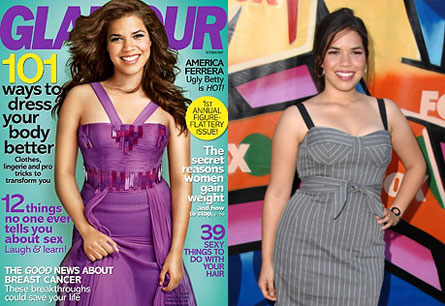 GLAMOUR
OCTOBER 2007
101
ways to
dress
your
body
better
Clothes,
lingerie and pro
tricks to
transform you
AMERICA
FERRERA
Ugly Betty
is HOT!
1ST
ANNUAL
FIGURE-
FLATTERY
ISSUE!
The
secret
reasons
women
gain
weight
and how
to stop
12 things
no one ever
tells you
about sex
Laugh & learn!
39
SEXY
THINGS TO
DO WITH
YOUR
HAIR
THE GOOD NEWS ABOUT
BREAST CANCER
These breakthroughs
could save your life
FOX
FOX